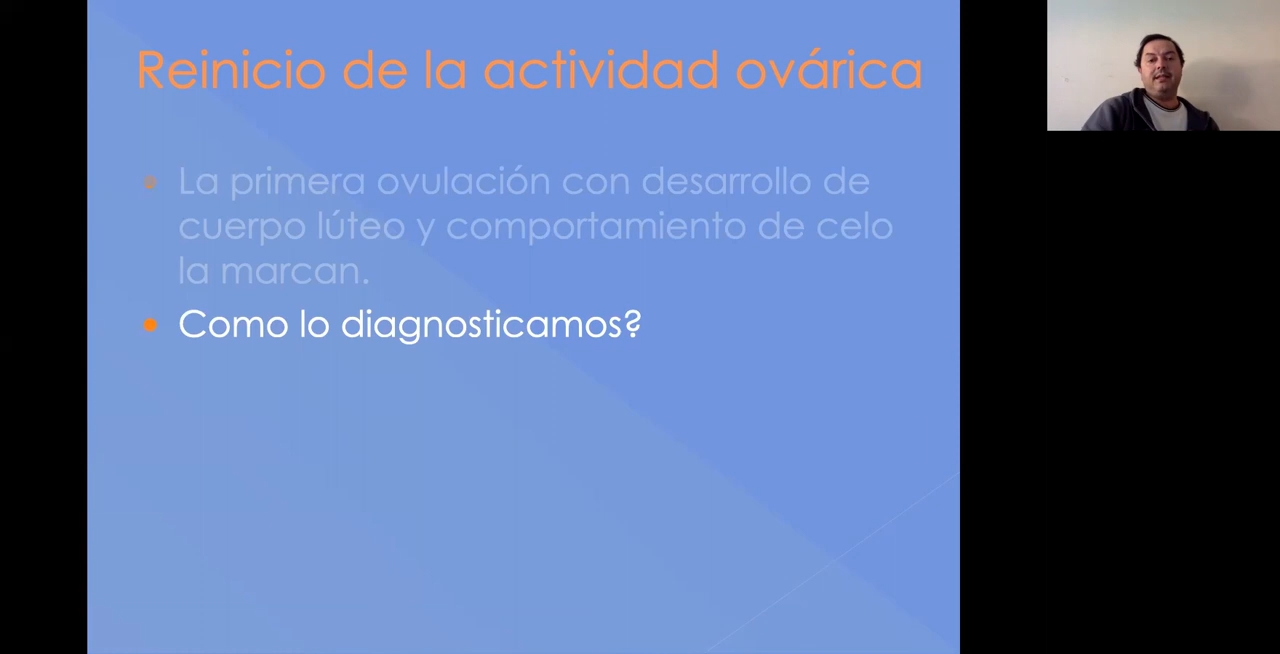 Reinicio de la actividad ovárica
La primera ovulación con desarrollo de
cuerpo lúteo y comportamiento de celo
la marcan.
Como lo diagnosticamos?